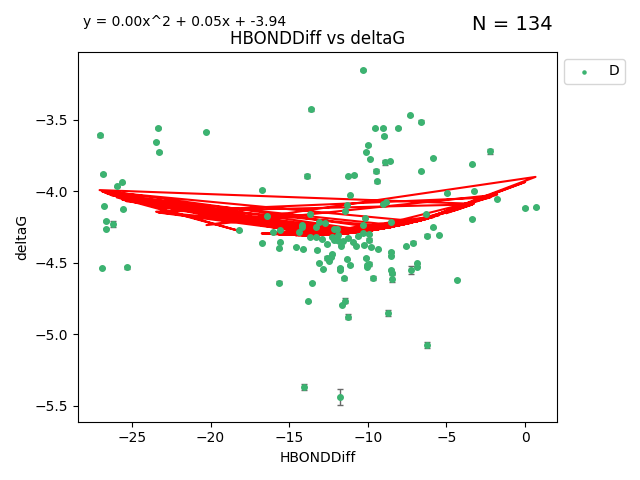 y = 0.00x^2 + 0.05x + -3.94
N = 134
HBONDDiff vs deltaG
D
−3.5
−4.0
−4.5
−5.0
−5.5
deltaG
−25
−20
−15
−10
−5
0
HBONDDiff